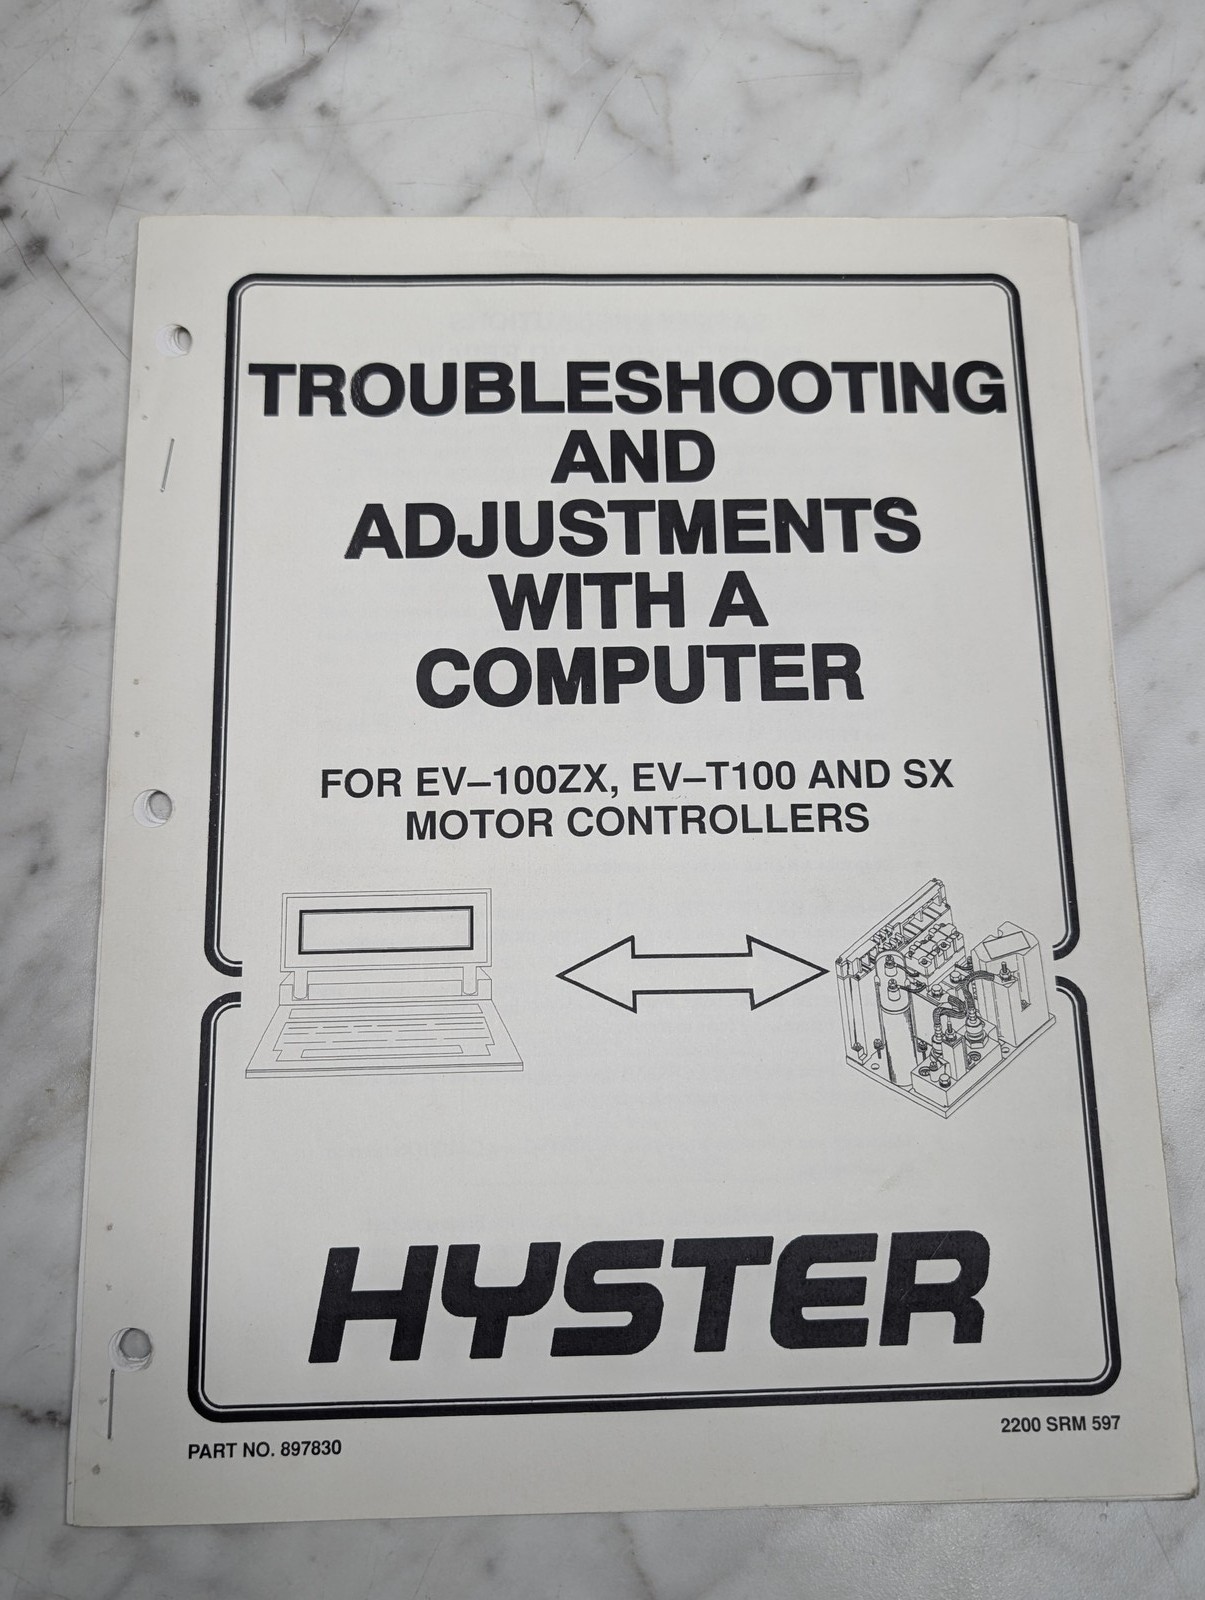 TROUBLESHOOTING
AND
ADJUSTMENTS
WITH A
COMPUTER
FOR EV–100ZX, EV–T100 AND SX
MOTOR CONTROLLERS
HYSTER
PART NO. 897830
2200 SRM 597